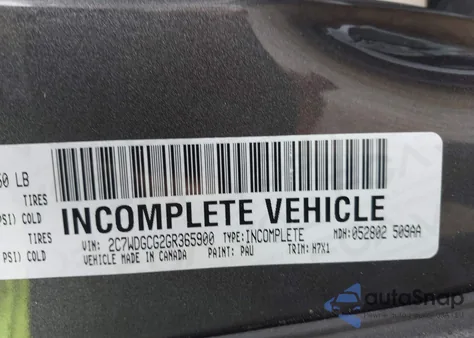 50 LB
TIRES
PSI) COLD
TIRES
PSI) COLD
INCOMPLETE VEHICLE
VIN: 2C7WDGCG2GR365900 TYPE:INCOMPLETE MDH:052802 509AA
VEHICLE MADE IN CANADA PAINT: PAU TRIM: H7X1
autoSnap